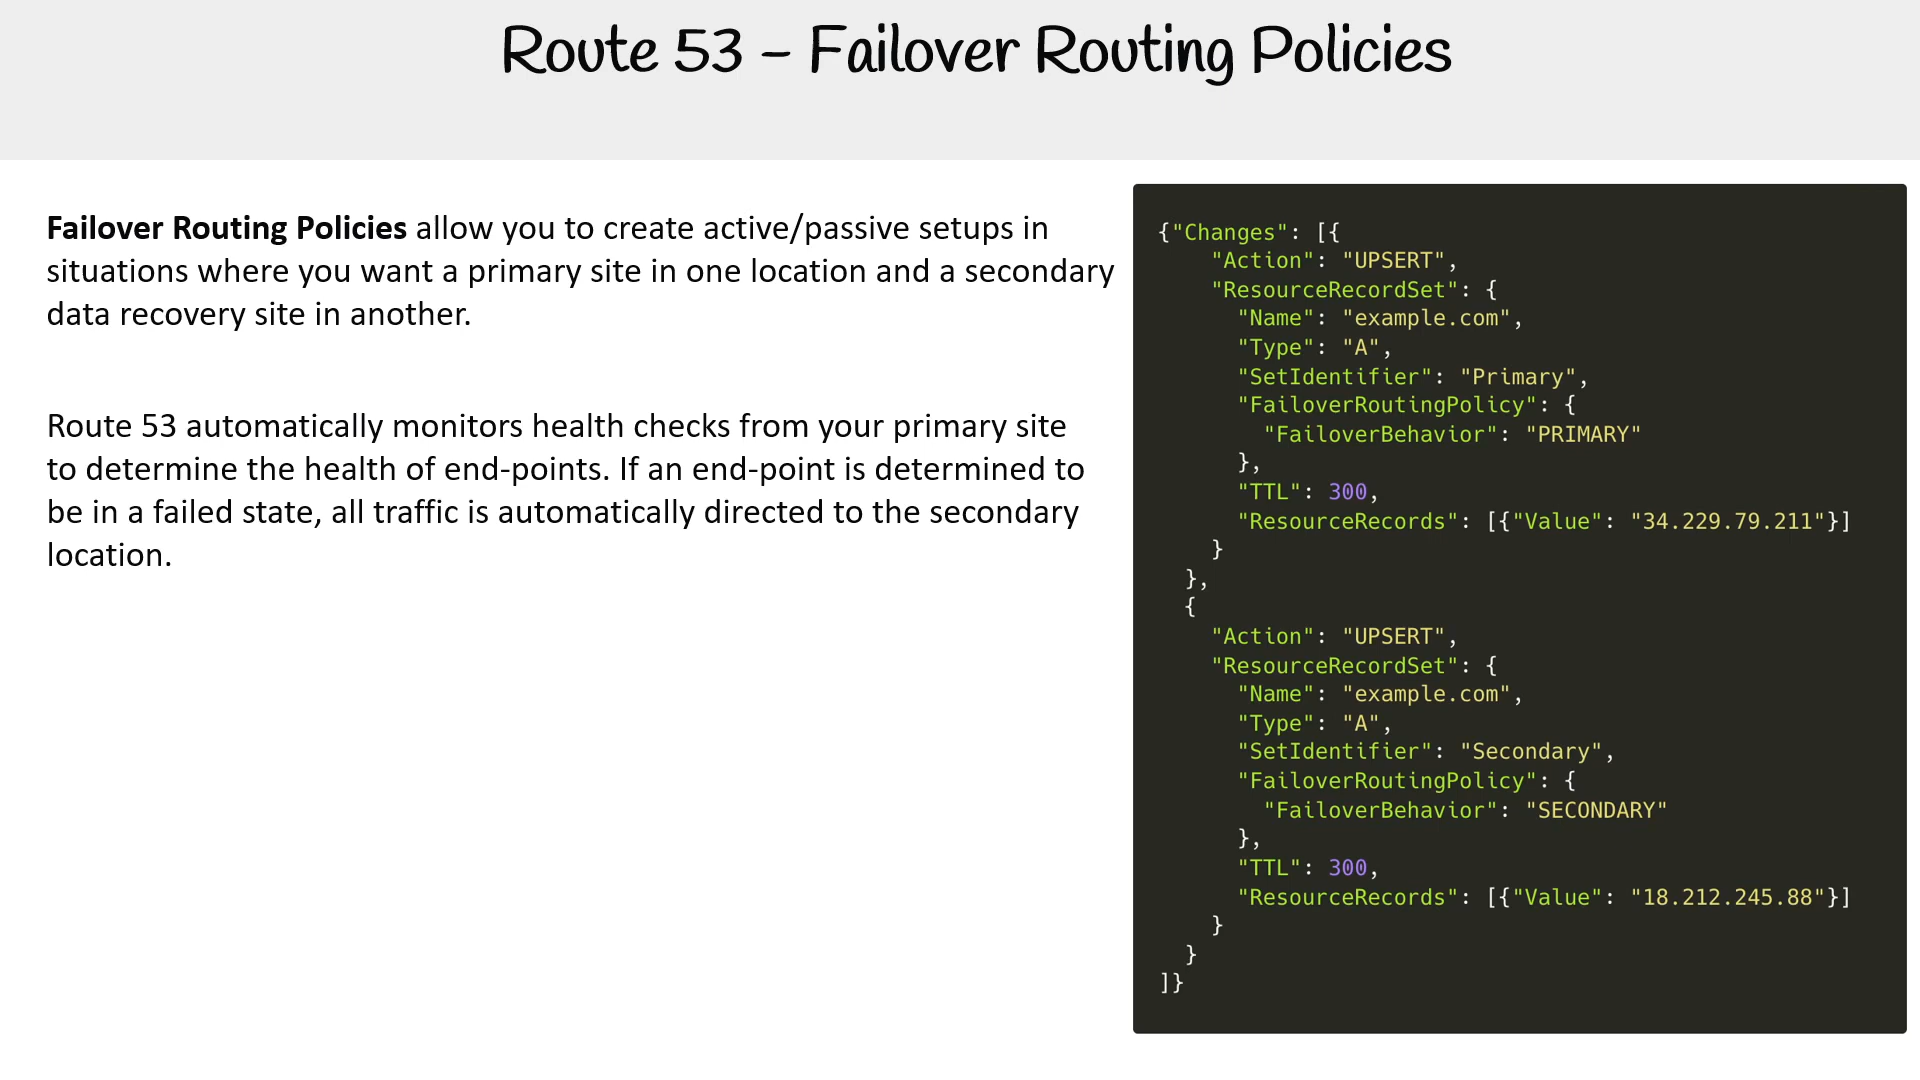 Route 53 – Failover Routing Policies
Failover Routing Policies allow you to create active/passive setups in
situations where you want a primary site in one location and a secondary
data recovery site in another.
Route 53 automatically monitors health checks from your primary site
to determine the health of end-points. If an end-point is determined to
be in a failed state, all traffic is automatically directed to the secondary
location.
{"Changes": [{
    "Action": "UPSERT",
    "ResourceRecordSet": {
      "Name": "example.com",
      "Type": "A",
      "SetIdentifier": "Primary",
      "FailoverRoutingPolicy": {
        "FailoverBehavior": "PRIMARY"
      },
      "TTL": 300,
      "ResourceRecords": [{"Value": "34.229.79.211"}]
    }
  },
  {
    "Action": "UPSERT",
    "ResourceRecordSet": {
      "Name": "example.com",
      "Type": "A",
      "SetIdentifier": "Secondary",
      "FailoverRoutingPolicy": {
        "FailoverBehavior": "SECONDARY"
      },
      "TTL": 300,
      "ResourceRecords": [{"Value": "18.212.245.88"}]
    }
  }
]}